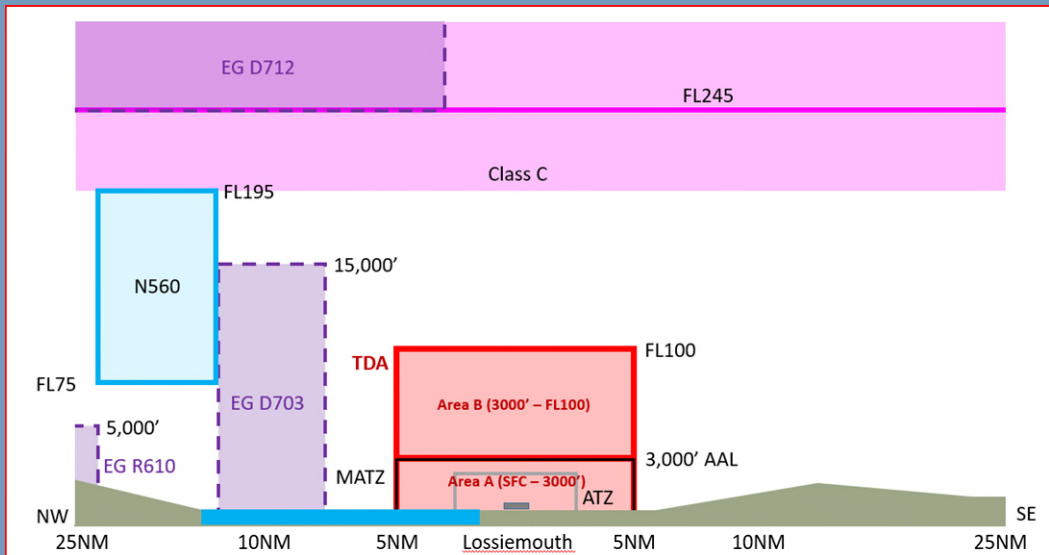 EG D712
FL245
Class C
FL195
N560
15,000’
TDA
FL100
FL75
EG D703
Area B (3000’ – FL100)
5,000’
EG R610
MATZ
3,000’ AAL
Area A (SFC – 3000’)
ATZ
NW
SE
25NM
10NM
5NM
Lossiemouth
5NM
10NM
25NM